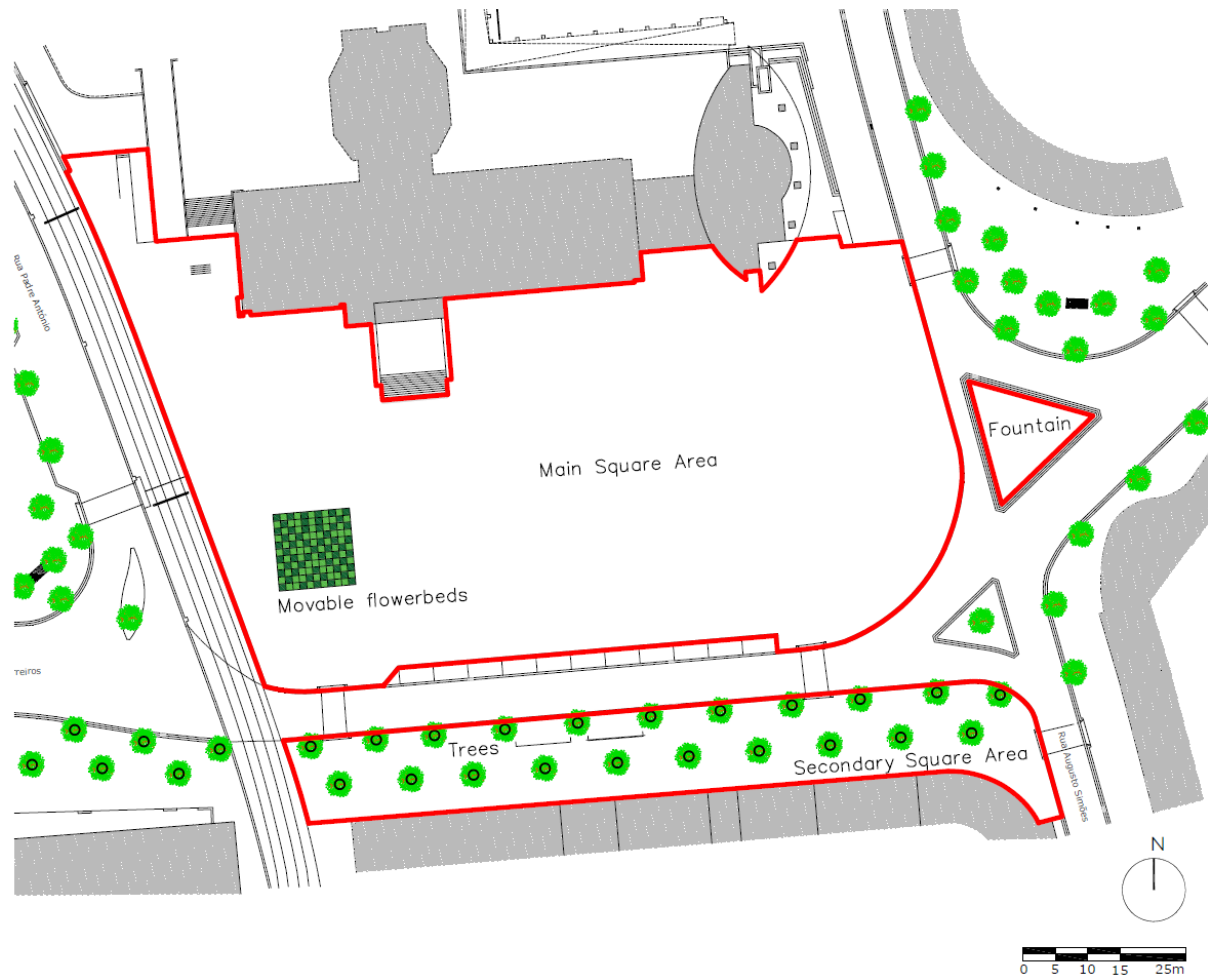 Rua Padre António
Fountain
Main Square Area
Movable flowerbeds
Teiros
Trees
Secondary Square Area
Rua Augusto Simões
N
0 5 10 15 25m